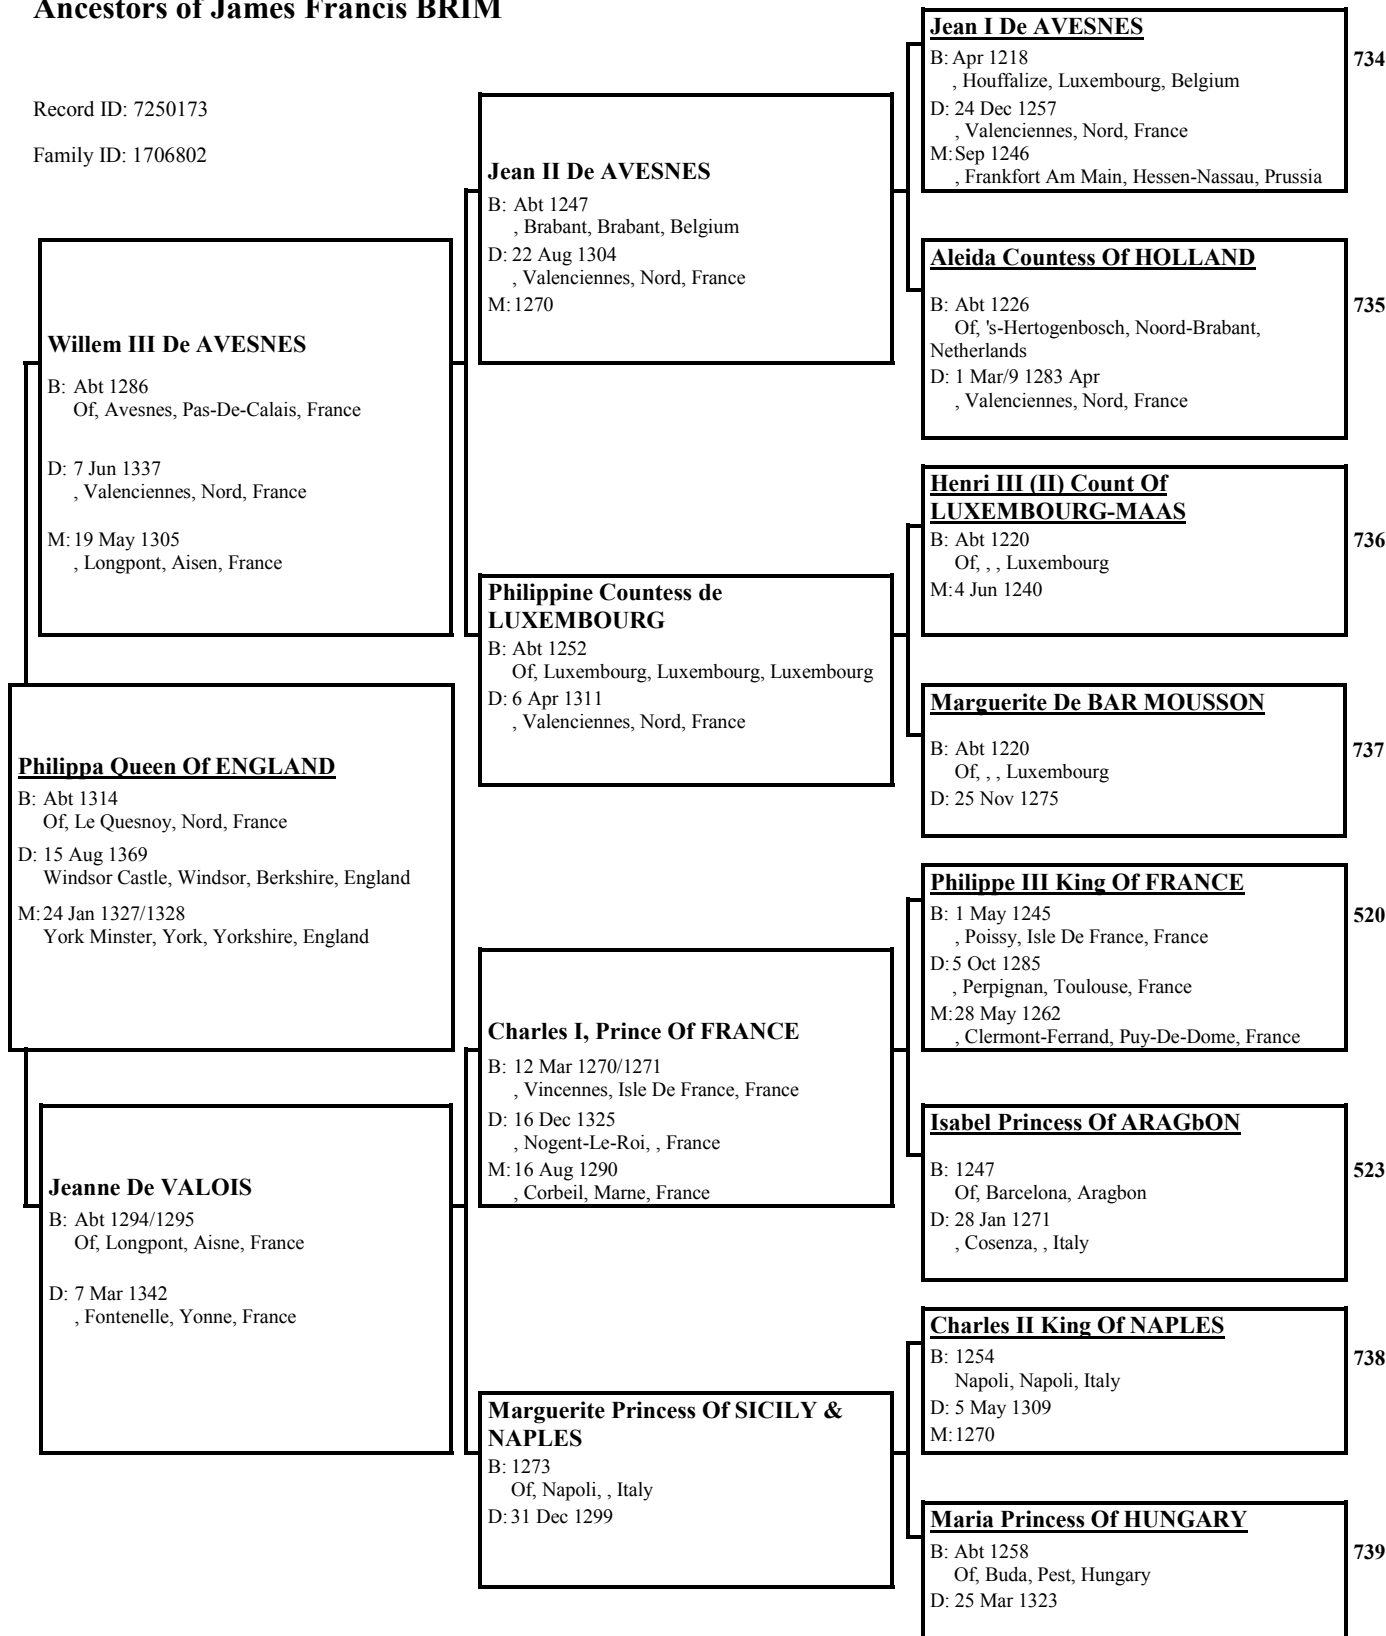 Ancestors of James Francis BRIM
Record ID: 7250173
Family ID: 1706802
Philippa Queen Of ENGLAND
B: Abt 1314
Of, Le Quesnoy, Nord, France
D: 15 Aug 1369
Windsor Castle, Windsor, Berkshire, England
M: 24 Jan 1327/1328
York Minster, York, Yorkshire, England
Willem III De AVESNES
B: Abt 1286
Of, Avesnes, Pas-De-Calais, France
D: 7 Jun 1337
, Valenciennes, Nord, France
M: 19 May 1305
, Longpont, Aisen, France
Jeanne De VALOIS
B: Abt 1294/1295
Of, Longpont, Aisne, France
D: 7 Mar 1342
, Fontenelle, Yonne, France
Jean II De AVESNES
B: Abt 1247
, Brabant, Brabant, Belgium
D: 22 Aug 1304
, Valenciennes, Nord, France
M: 1270
Philippine Countess de
LUXEMBOURG
B: Abt 1252
Of, Luxembourg, Luxembourg, Luxembourg
D: 6 Apr 1311
, Valenciennes, Nord, France
Charles I, Prince Of FRANCE
B: 12 Mar 1270/1271
, Vincennes, Isle De France, France
D: 16 Dec 1325
, Nogent-Le-Roi, , France
M: 16 Aug 1290
, Corbeil, Marne, France
Marguerite Princess Of SICILY &
NAPLES
B: 1273
Of, Napoli, , Italy
D: 31 Dec 1299
Jean I De AVESNES
B: Apr 1218
, Houffalize, Luxembourg, Belgium
D: 24 Dec 1257
, Valenciennes, Nord, France
M: Sep 1246
, Frankfort Am Main, Hessen-Nassau, Prussia
734
Aleida Countess Of HOLLAND
B: Abt 1226
Of, 's-Hertogenbosch, Noord-Brabant,
Netherlands
D: 1 Mar/9 1283 Apr
, Valenciennes, Nord, France
735
Henri III (II) Count Of
LUXEMBOURG-MAAS
B: Abt 1220
Of, , , Luxembourg
M: 4 Jun 1240
736
Marguerite De BAR MOUSSON
B: Abt 1220
Of, , , Luxembourg
D: 25 Nov 1275
737
Philippe III King Of FRANCE
B: 1 May 1245
, Poissy, Isle De France, France
D: 5 Oct 1285
, Perpignan, Toulouse, France
M: 28 May 1262
, Clermont-Ferrand, Puy-De-Dome, France
520
Isabel Princess Of ARAGbON
B: 1247
Of, Barcelona, Aragbon
D: 28 Jan 1271
, Cosenza, , Italy
523
Charles II King Of NAPLES
B: 1254
Napoli, Napoli, Italy
D: 5 May 1309
M: 1270
738
Maria Princess Of HUNGARY
B: Abt 1258
Of, Buda, Pest, Hungary
D: 25 Mar 1323
739